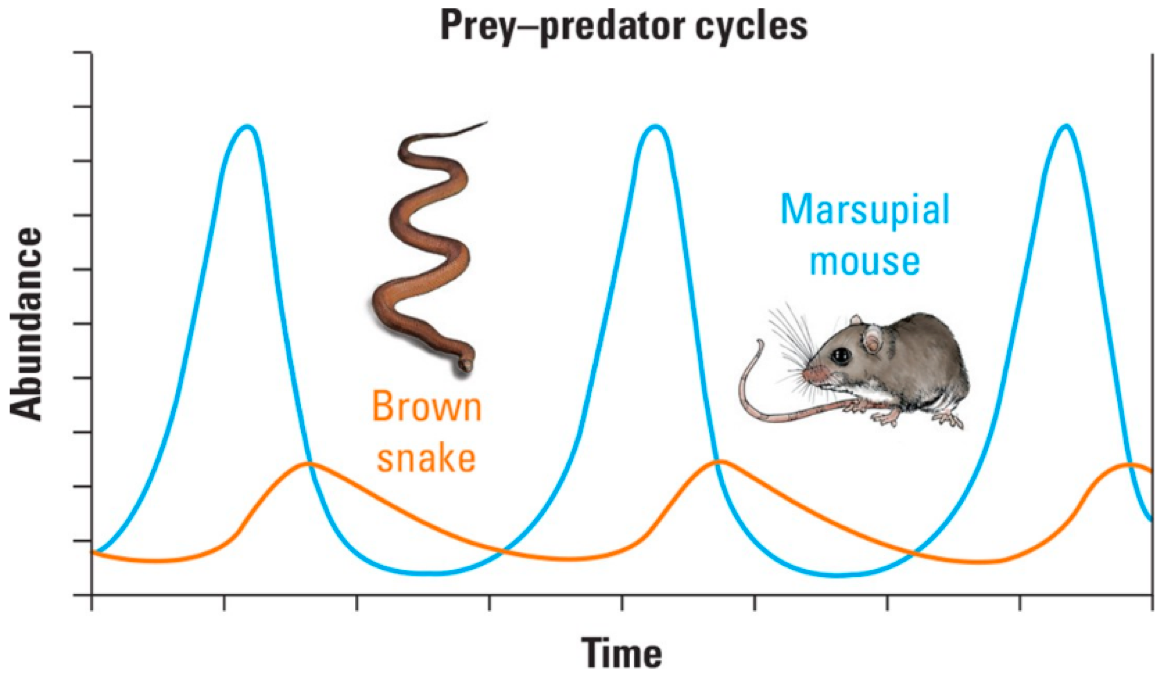 Prey–predator cycles
Abundance
Brown
snake
Marsupial
mouse
Time